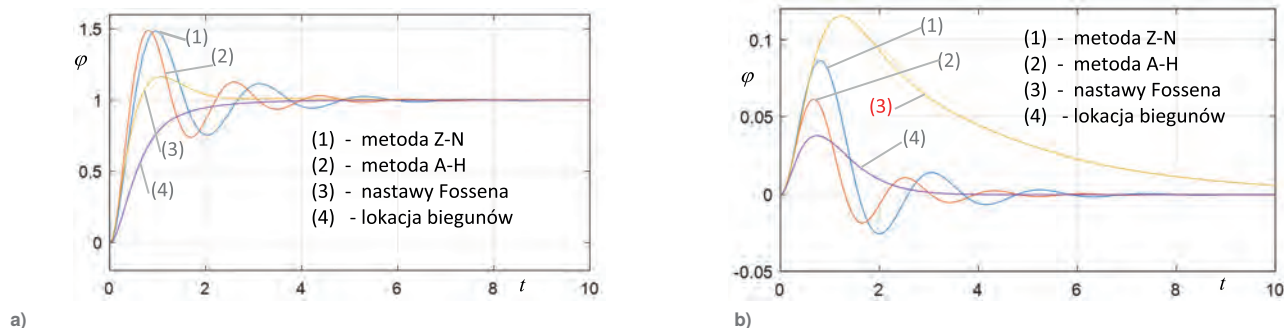 1.5
1
0.5
0
φ
0 2 4 6 8 10
t
(1)
(2)
(3)
(4)
(1) - metoda Z-N
(2) - metoda A-H
(3) - nastawy Fossena
(4) - lokacja biegunów
a)
0.1
0.05
0
-0.05
φ
0 2 4 6 8 10
t
(1)
(2)
(3)
(4)
(1) - metoda Z-N
(2) - metoda A-H
(3) - nastawy Fossena
(4) - lokacja biegunów
b)